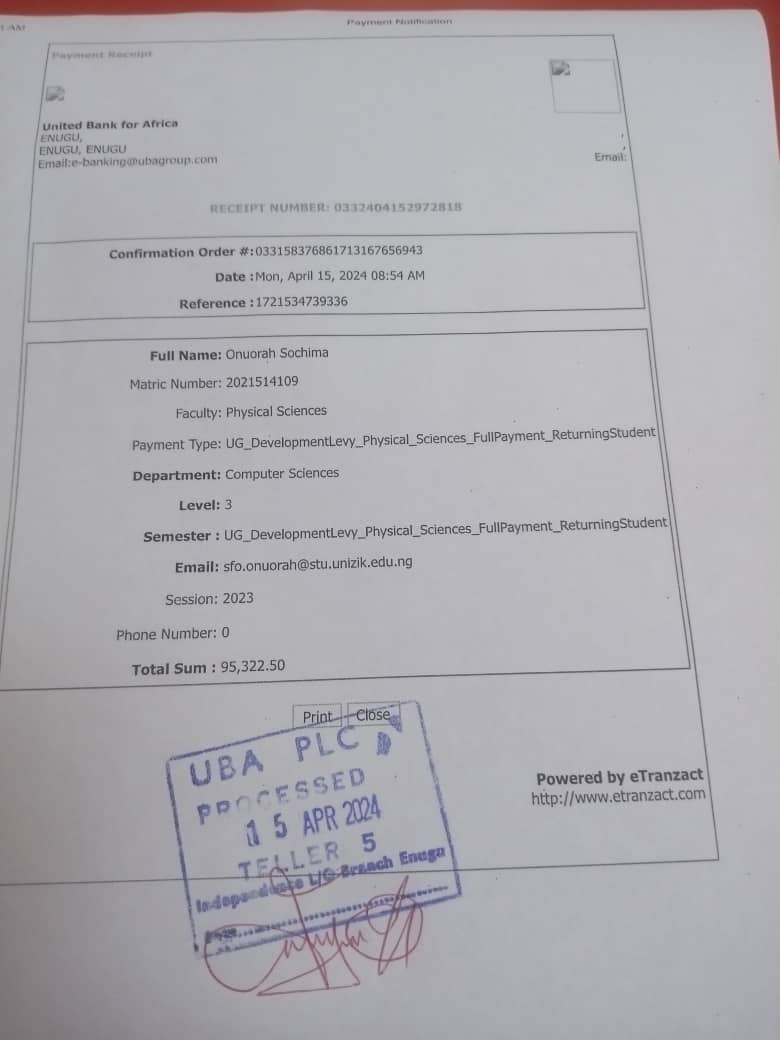 1 AM
Payment Notification
Payment Receipt
United Bank for Africa
ENUGU,
ENUGU, ENUGU
Email:e-banking@ubagroup.com
Email:
RECEIPT NUMBER: 0332404152972818
Confirmation Order #:033158376861713167656943
Date :Mon, April 15, 2024 08:54 AM
Reference :1721534739336
Full Name: Onuorah Sochima
Matric Number: 2021514109
Faculty: Physical Sciences
Payment Type: UG_DevelopmentLevy_Physical_Sciences_FullPayment_ReturningStudent
Department: Computer Sciences
Level: 3
Semester : UG_DevelopmentLevy_Physical_Sciences_FullPayment_ReturningStudent
Email: sfo.onuorah@stu.unizik.edu.ng
Session: 2023
Phone Number: 0
Total Sum : 95,322.50
Print Close
UBA PLC
PROCESSED
15 APR 2024
TELLER 5
Independence L/O Branch Enugu
Powered by eTranzact
http://www.etranzact.com